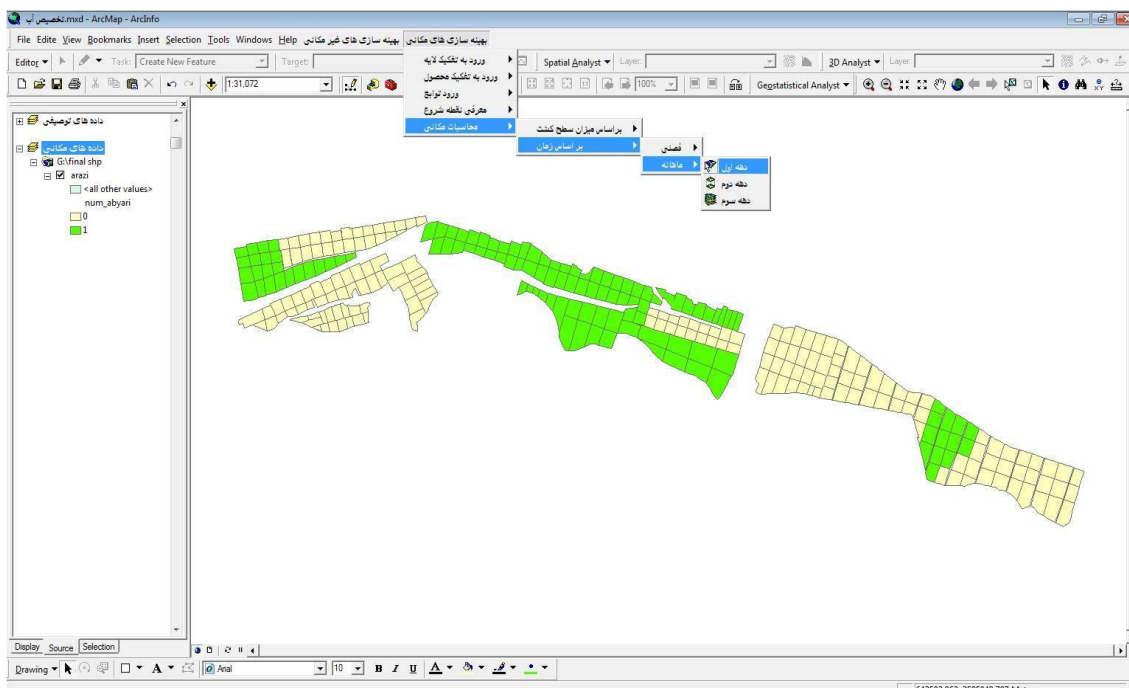 تخصیص آب.mxd - ArcMap - ArcInfo
File Edite View Bookmarks Insert Selection Tools Windows Help بهینه سازی های غیر مکانی بهینه سازی های مکانی
Editor Task: Create New Feature Target: Spatial Analyst Layer: 3D Analyst Layer:
1:31,072 100% Geostatistical Analyst
ورود به تفکیک لایه
ورود به تفکیک محصول
ورود توابع
معرفی نقطه شروع
محاسبات مکانی
براساس میزان سطح کشت
بر اساس زمان
فصلی
ماهانه
دهه اول
دهه دوم
دهه سوم
داده های توصیفی
داده های مکانی
G:\final shp
arazi
<all other values>
num_abyari
0
1
Display Source Selection
Drawing Arial 10 B I U A